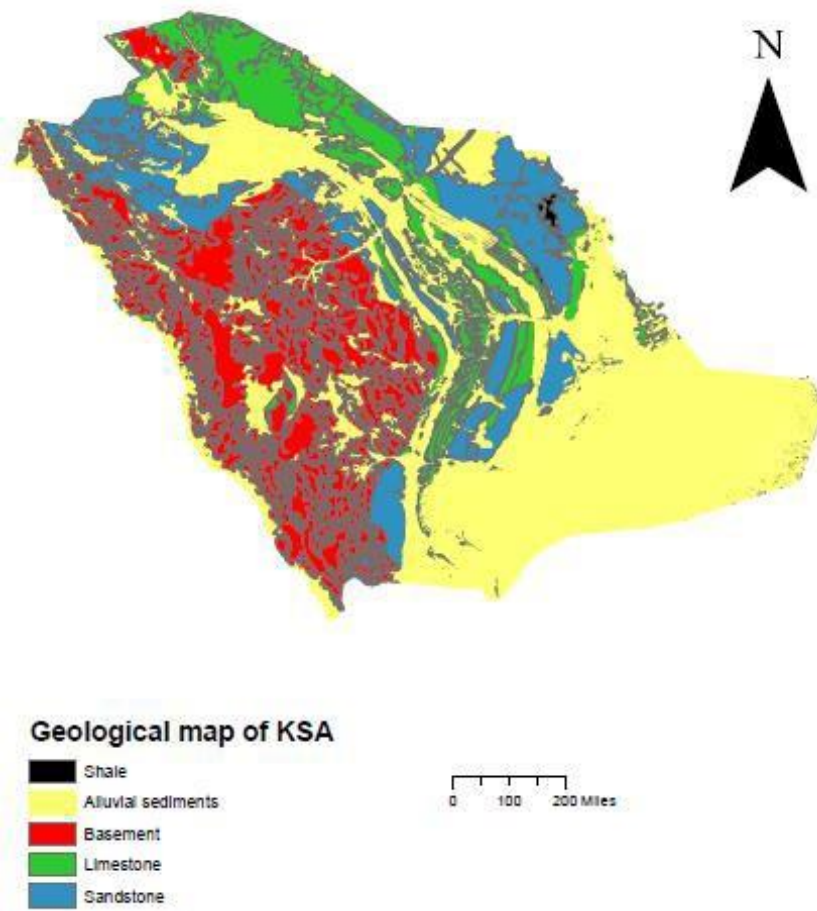 N
Geological map of KSA
Shale
Alluvial sediments
Basement
Limestone
Sandstone
0 100 200 Miles